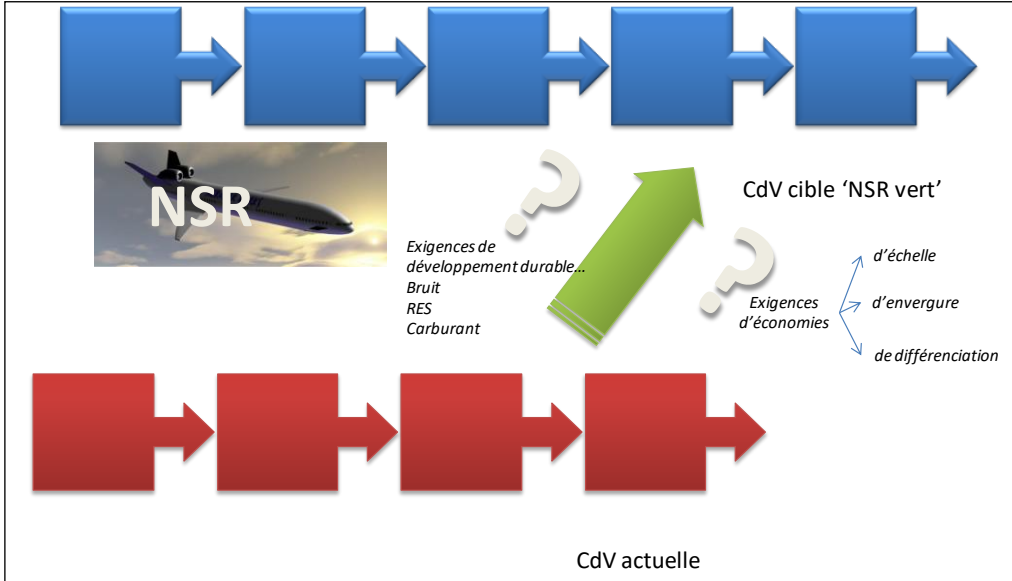 NSR
?
CdV cible ‘NSR vert’
Exigences de
développement durable…
Bruit
RES
Carburant
?
Exigences
d’économies
d’échelle
d’envergure
de différenciation
CdV actuelle